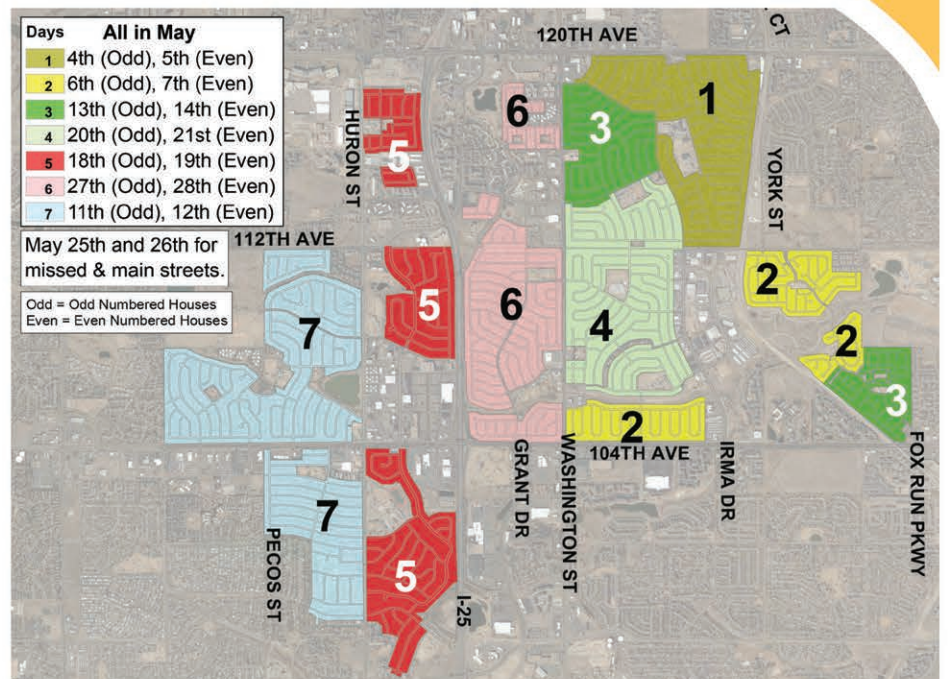 Days All in May
1 4th (Odd), 5th (Even)
2 6th (Odd), 7th (Even)
3 13th (Odd), 14th (Even)
4 20th (Odd), 21st (Even)
5 18th (Odd), 19th (Even)
6 27th (Odd), 28th (Even)
7 11th (Odd), 12th (Even)
May 25th and 26th for
missed & main streets.
Odd = Odd Numbered Houses
Even = Even Numbered Houses
CT
120TH AVE
HURON ST
5
6
3
1
YORK ST
112TH AVE
7
5
6
4
2
2
3
2
104TH AVE
GRANT DR
WASHINGTON ST
IRMA DR
FOX RUN PKWY
PECOS ST
7
5
I-25